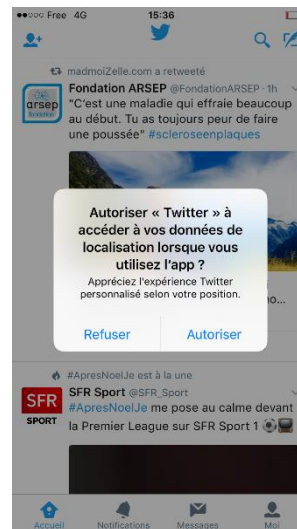 Free 4G 15:36
madmoiZelle.com a retweeté
Fondation ARSEP @FondationARSEP · 1h
arsep
fondation
"C'est une maladie qui effraie beaucoup
au début. Tu as toujours peur de faire
une poussée" #scleroseenplaques
Autoriser « Twitter » à
accéder à vos données de
localisation lorsque vous
utilisez l'app ?
Appréciez l'expérience Twitter
personnalisé selon votre position.
Refuser Autoriser
#ApresNoelJe est à la une
SFR
SPORT
SFR Sport @SFR_Sport
#ApresNoelJe me pose au calme devant
la Premier League sur SFR Sport 1
Accueil Notifications Messages Moi